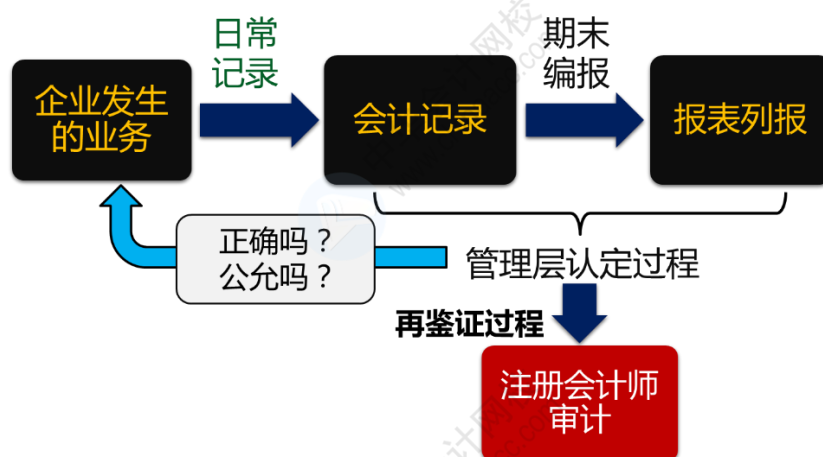 日常
记录
期末
编报
企业发生
的业务
会计记录
报表列报
正确吗？
公允吗？
管理层认定过程
再鉴证过程
注册会计师
审计